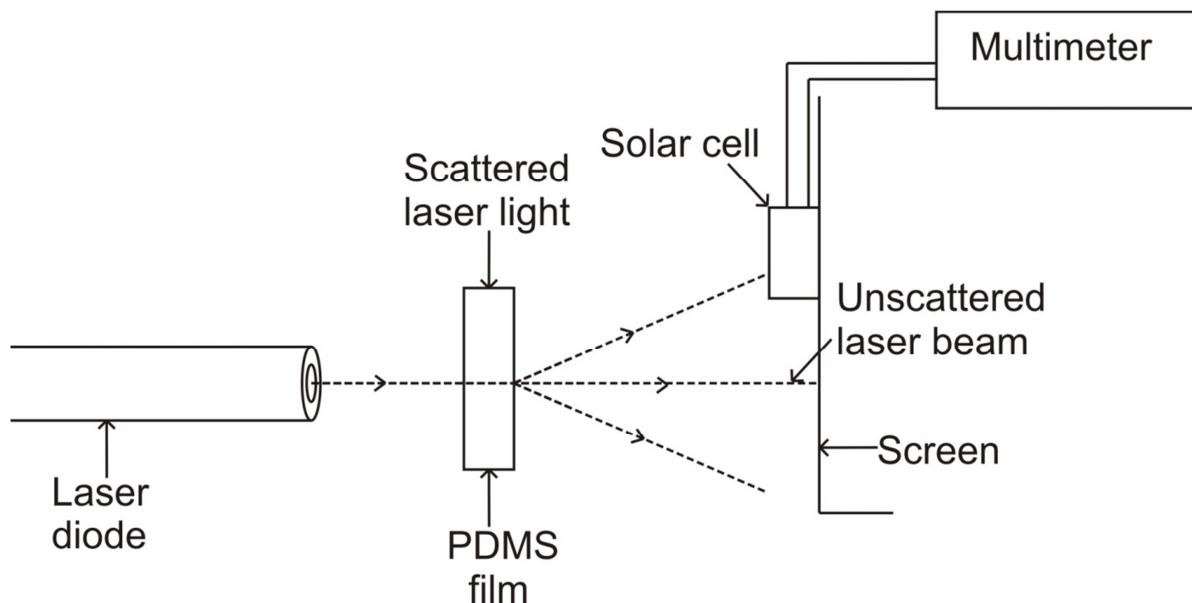 Multimeter
Solar cell
Scattered
laser light
Unscattered
laser beam
Screen
Laser
diode
PDMS
film